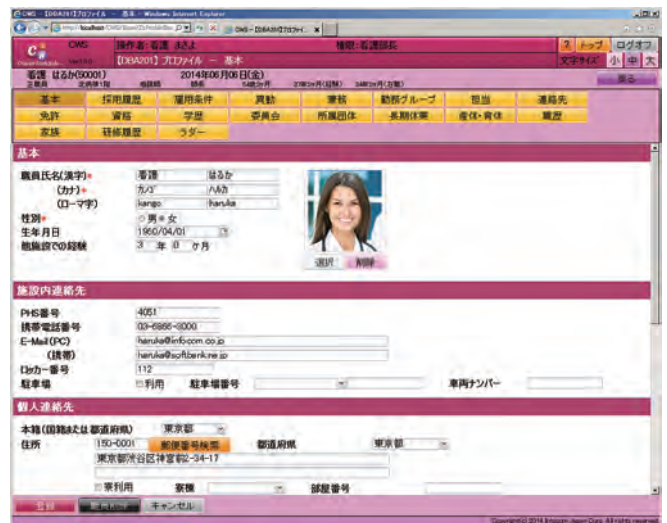 CWS - [DBA201]プロファイル - 基本 - Windows Internet Explorer
CWS - [DBA201]プロファイ... x
CWS 操作者:看護 まさよ 権限:看護部長 ? トップ ログオフ
【DBA201】プロファイル － 基本 文字サイズ 小 中 大
看護 はるか(50001) 2014年06月06日(金) 戻る
正職員
基本 採用履歴 雇用条件 異動 兼務 勤務グループ 担当 連絡先
免許 資格 学歴 委員会 所属団体 長期休業 産休・育休 職歴
家族 研修履歴 ラダー
基本
職員氏名(漢字)* 看護 はるか
(カナ)* カンゴ ハルカ
(ローマ字) kango haruka
性別* 男 女
生年月日 1960/04/01
他施設での経験 3 年 0 ヶ月
選択 削除
施設内連絡先
PHS番号 4051
携帯電話番号 03-6866-3000
E-Mail(PC) haruka@infocom.co.jp
(携帯) haruka@softbank.ne.jp
ロッカー番号 112
駐車場 利用 駐車場番号 車両ナンバー
個人連絡先
本籍(国籍または都道府県) 東京都
住所 150-0001 郵便番号検索 都道府県 東京都
東京都渋谷区神宮前2-34-17
寮利用 寮棟 部屋番号
登録 キャンセル